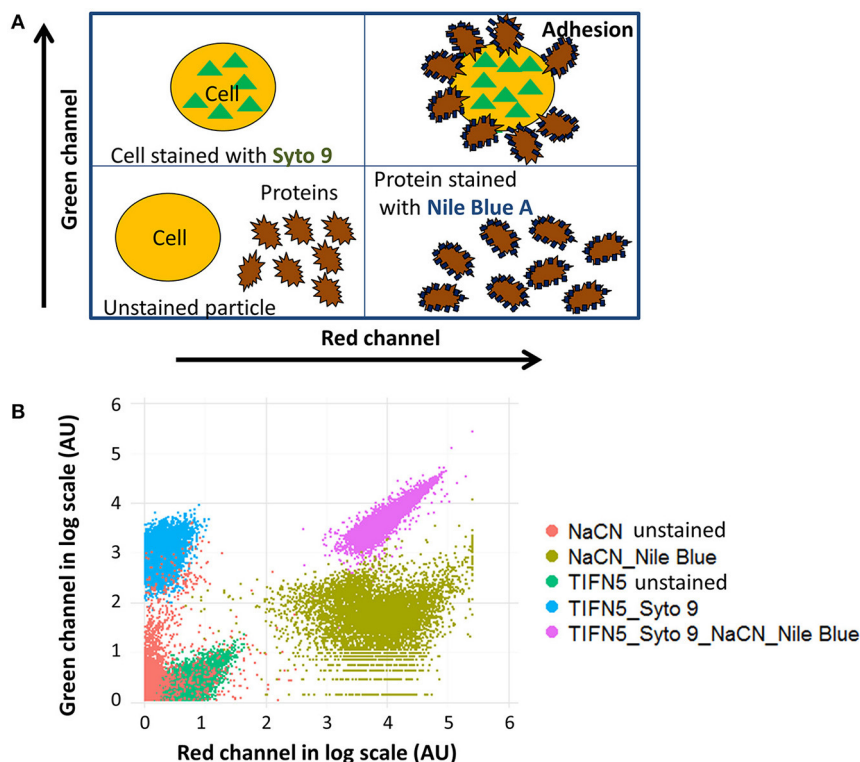 A
Green channel
Cell
Cell stained with Syto 9
Adhesion
Cell
Proteins
Unstained particle
Protein stained
with Nile Blue A
Red channel
B
Green channel in log scale (AU)
6
5
4
3
2
1
0
0 1 2 3 4 5 6
Red channel in log scale (AU)
NaCN unstained
NaCN_Nile Blue
TIFN5 unstained
TIFN5_Syto 9
TIFN5_Syto 9_NaCN_Nile Blue